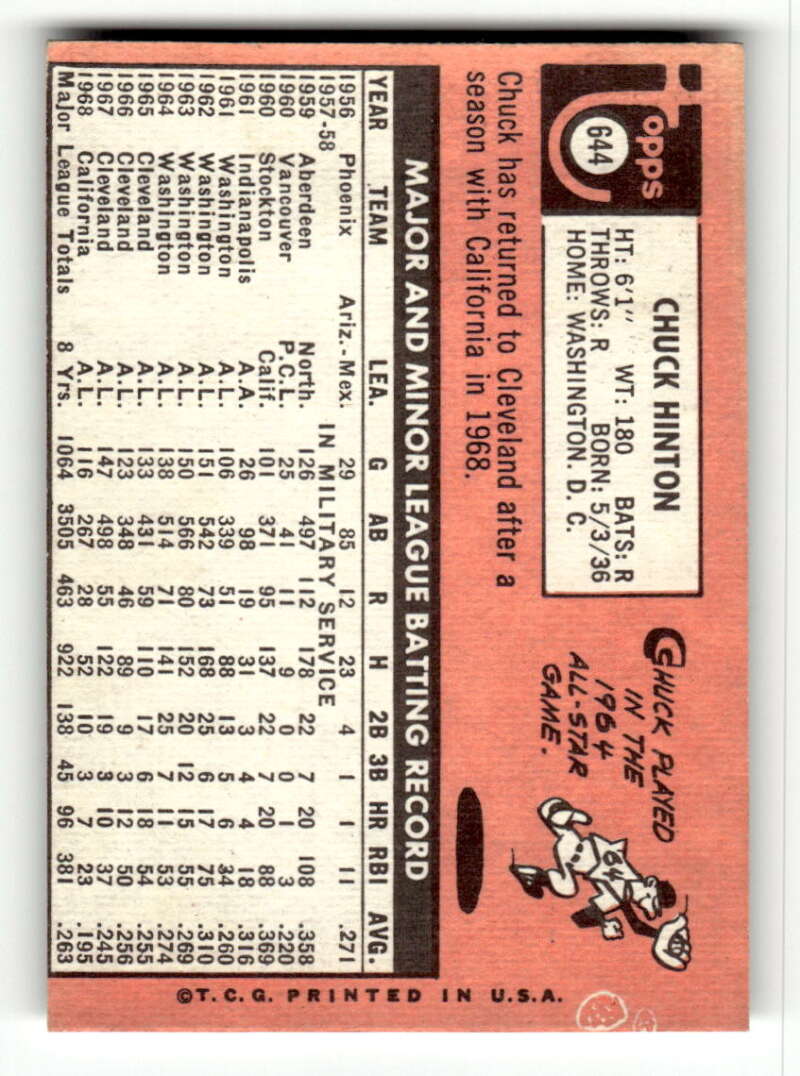 Topps
644
CHUCK HINTON
HT: 6'1" WT: 180 BATS: R
THROWS: R BORN: 5/3/36
HOME: WASHINGTON, D. C.
CHUCK PLAYED
IN THE
1964
ALL-STAR
GAME.
64
Chuck has returned to Cleveland after a
season with California in 1968.
MAJOR AND MINOR LEAGUE BATTING RECORD
YEAR TEAM LEA. G AB R H 2B 3B HR RBI AVG.
1956 Phoenix Ariz.-Mex. 29 85 12 23 4 1 1 11 .271
1957-58 IN MILITARY SERVICE
1959 Aberdeen North. 126 497 112 178 22 7 20 108 .358
1960 Vancouver P.C.L. 25 41 11 9 0 0 1 3 .220
1960 Stockton Calif. 101 371 95 137 22 7 20 88 .369
1961 Indianapolis A.A. 26 98 19 31 3 4 4 18 .316
1961 Washington A.L. 106 339 51 88 13 5 6 34 .260
1962 Washington A.L. 151 542 73 168 25 6 17 75 .310
1963 Washington A.L. 150 566 80 152 20 12 15 55 .269
1964 Washington A.L. 138 514 71 141 25 7 11 53 .274
1965 Cleveland A.L. 133 431 59 110 17 6 18 54 .255
1966 Cleveland A.L. 123 348 46 89 9 3 12 50 .256
1967 Cleveland A.L. 147 498 55 122 19 3 10 37 .245
1968 California A.L. 116 267 28 52 10 3 7 23 .195
Major League Totals 8 Yrs. 1064 3505 463 922 138 45 96 381 .263
©T.C.G. PRINTED IN U.S.A.